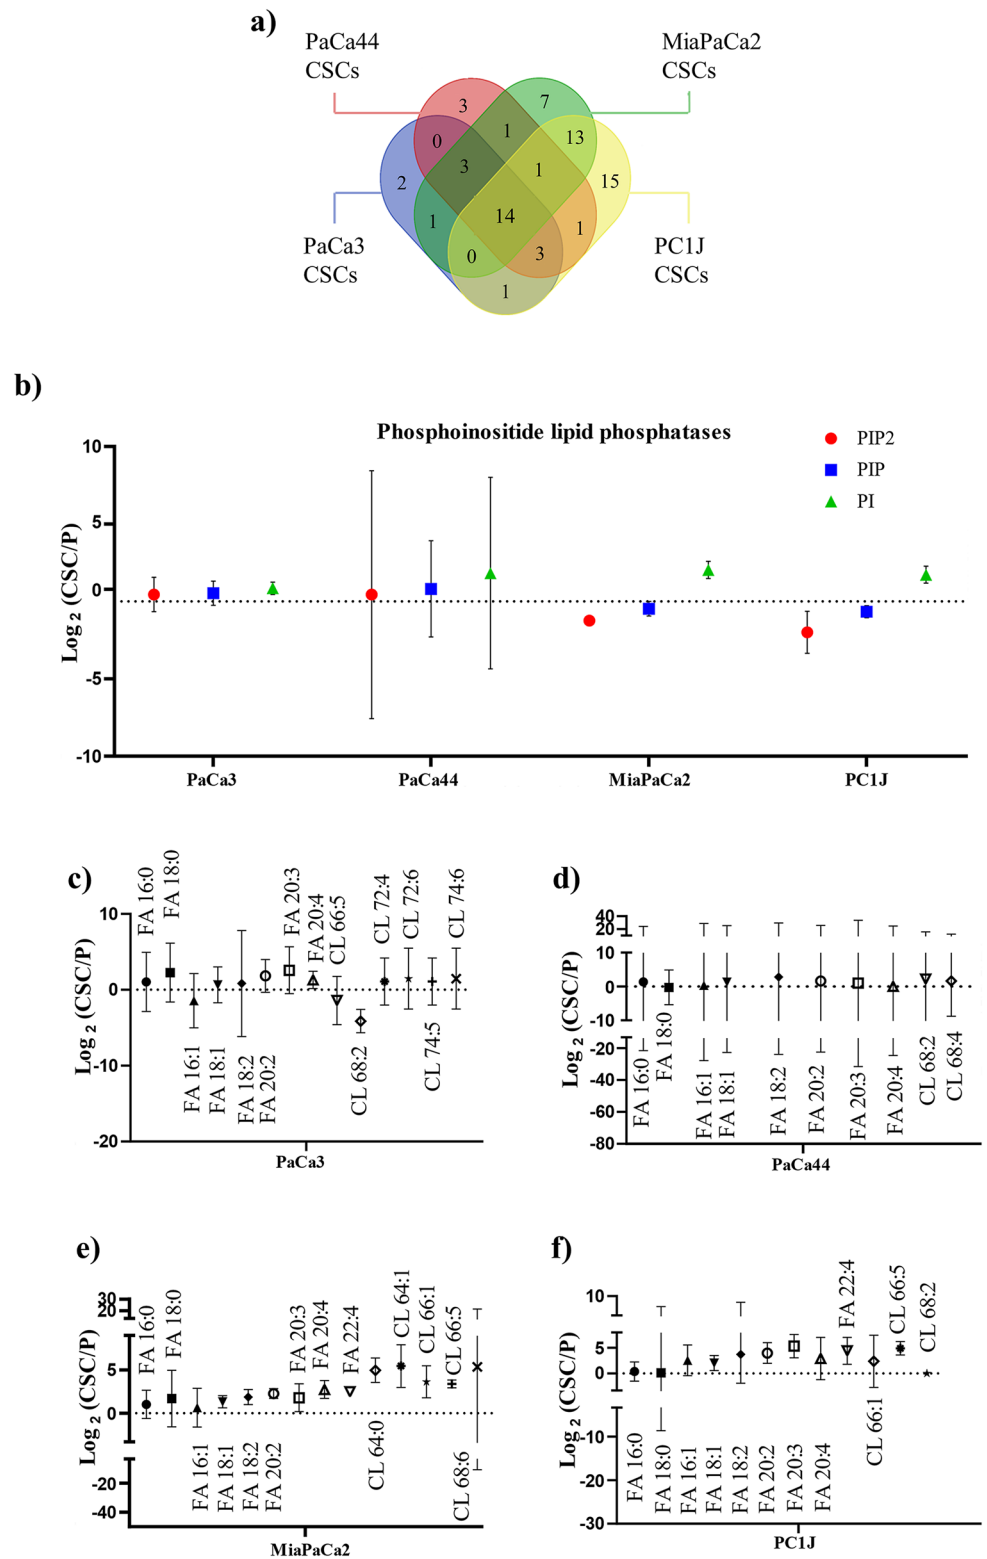 a)
PaCa44
CSCs
MiaPaCa2
CSCs
3
7
0
1
13
3
1
2
15
14
1
1
0
3
1
PaCa3
CSCs
PC1J
CSCs
b)
Phosphoinositide lipid phosphatases
PIP2
PIP
PI
Log 2 (CSC/P)
10
5
0
-5
-10
PaCa3
PaCa44
MiaPaCa2
PC1J
c)
Log 2 (CSC/P)
10
0
-10
-20
FA 16:0
FA 18:0
FA 16:1
FA 18:1
FA 18:2
FA 20:2
FA 20:3
FA 20:4
CL 66:5
CL 68:2
CL 72:4
CL 72:6
CL 74:5
CL 74:6
PaCa3
d)
Log 2 (CSC/P)
40
20
10
0
-10
-20
-40
-60
-80
FA 16:0
FA 18:0
FA 16:1
FA 18:1
FA 18:2
FA 20:2
FA 20:3
FA 20:4
CL 68:2
CL 68:4
PaCa44
e)
Log 2 (CSC/P)
30
20
5
0
-20
-40
FA 16:0
FA 18:0
FA 16:1
FA 18:1
FA 18:2
FA 20:2
FA 20:3
FA 20:4
FA 22:4
CL 64:0
CL 64:1
CL 66:1
CL 66:5
CL 68:6
MiaPaCa2
f)
Log 2 (CSC/P)
10
5
0
-10
-20
-30
FA 16:0
FA 18:0
FA 16:1
FA 18:1
FA 18:2
FA 20:2
FA 20:3
FA 20:4
FA 22:4
CL 66:1
CL 66:5
CL 68:2
PC1J